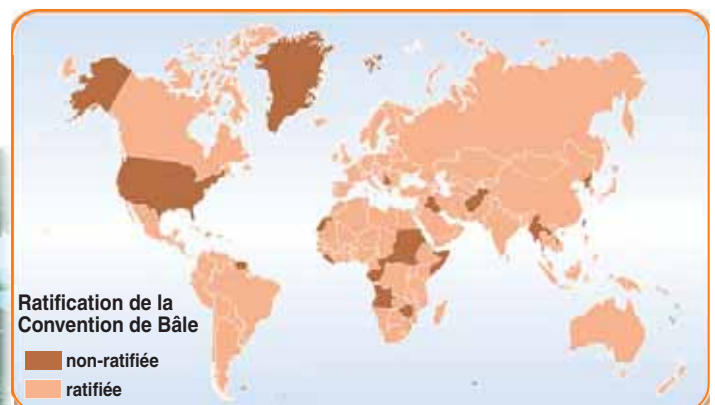 Ratification de la
Convention de Bâle
non-ratifiée
ratifiée